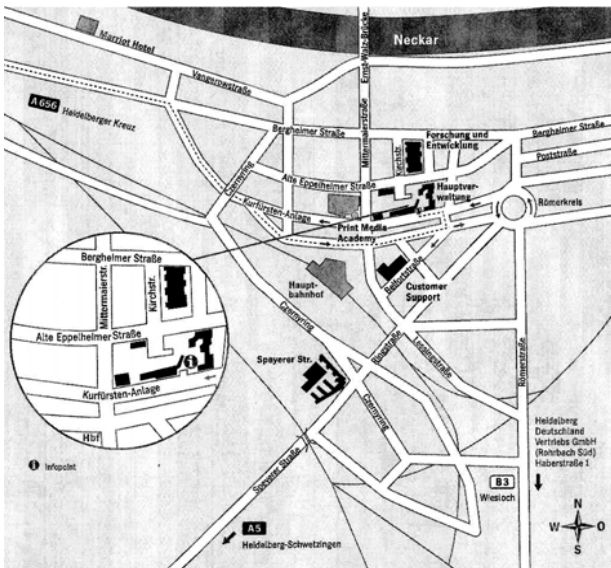 Neckar
Marriot Hotel
Vangerowstraße
Ernst-Walz-Brücke
A 656
Heidelberger Kreuz
Bergheimer Straße
Mittermaierstraße
Kirchstr.
Forschung und
Entwicklung
Bergheimer Straße
Poststraße
Czernyring
Alte Eppelheimer Straße
Hauptver-
waltung
Kurfürsten-Anlage
Römerkreis
Print Media
Academy
Haupt-
bahnhof
Belfortstraße
Customer
Support
Bergheimer Straße
Mittermaierstr.
Kirchstr.
Alte Eppelheimer Straße
Kurfürsten-Anlage
Hbf
i Infopoint
Czernyring
Spayerer Str.
Ringstraße
Lessingstraße
Römerstraße
Czernyring
Speyerer Straße
Heidelberg
Deutschland
Vertriebs GmbH
(Rohrbach Süd)
Haberstraße 1
B3
Wiesloch
A5
Heidelberg-Schwetzingen
N
W O
S